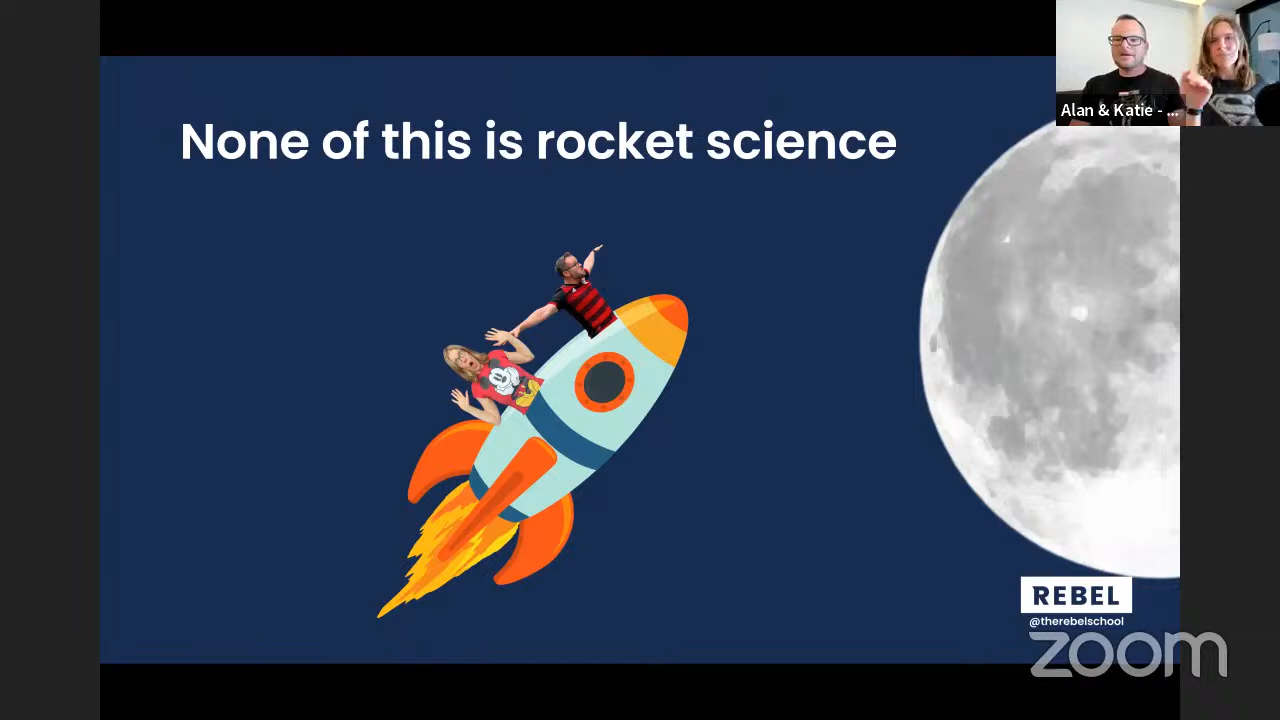 None of this is rocket science
Alan & Katie - ...
REBEL
@therebelschool
zoom